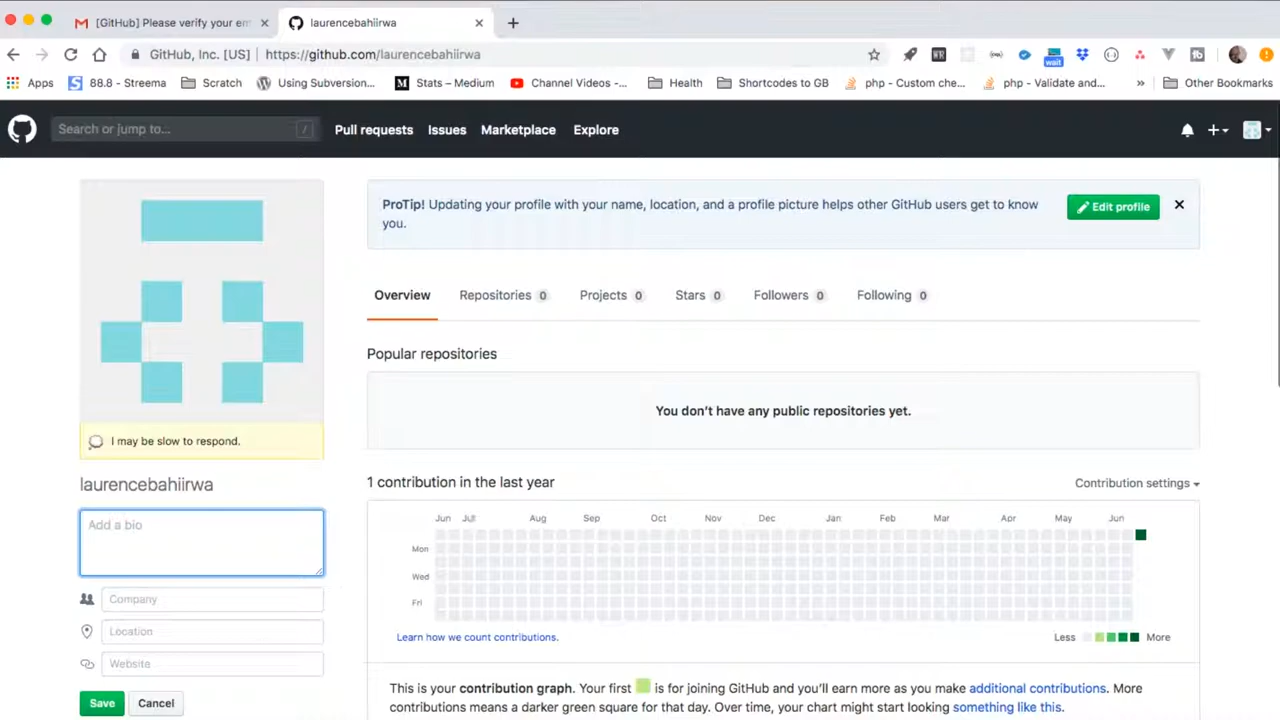 [GitHub] Please verify your em
laurencebahiirwa
GitHub, Inc. [US]
https://github.com/laurencebahiirwa
WR
wait
Apps
88.8 - Streema
Scratch
Using Subversion...
Stats – Medium
Channel Videos -...
Health
Shortcodes to GB
php - Custom che...
php - Validate and...
»
Other Bookmarks
Search or jump to...
/
Pull requests
Issues
Marketplace
Explore
ProTip! Updating your profile with your name, location, and a profile picture helps other GitHub users get to know
you.
Edit profile
Overview
Repositories 0
Projects 0
Stars 0
Followers 0
Following 0
Popular repositories
You don't have any public repositories yet.
I may be slow to respond.
laurencebahiirwa
Add a bio
Company
Location
Website
Save
Cancel
1 contribution in the last year
Contribution settings
Jun Jul Aug Sep Oct Nov Dec Jan Feb Mar Apr May Jun
Mon
Wed
Fri
Learn how we count contributions.
Less
More
This is your contribution graph. Your first is for joining GitHub and you'll earn more as you make additional contributions. More
contributions means a darker green square for that day. Over time, your chart might start looking something like this.